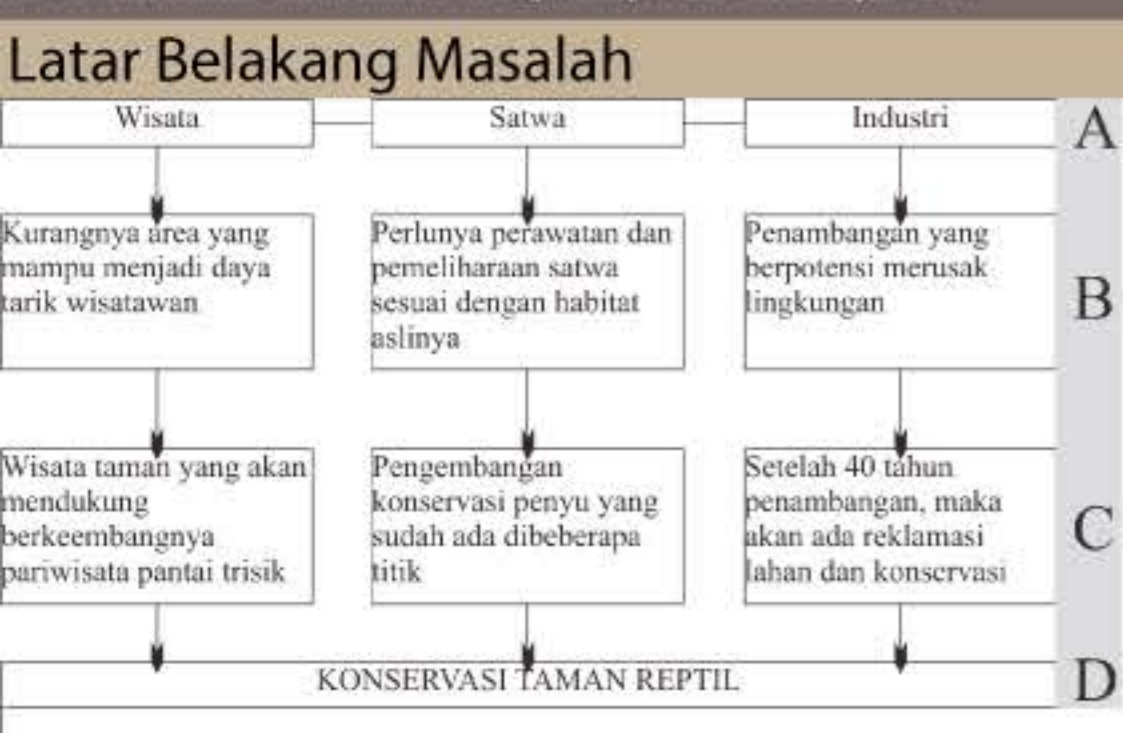 Latar Belakang Masalah
Wisata
Satwa
Industri
A
Kurangnya area yang
mampu menjadi daya
tarik wisatawan
Perlunya perawatan dan
pemeliharaan satwa
sesuai dengan habitat
aslinya
Penambangan yang
berpotensi merusak
lingkungan
B
Wisata taman yang akan
mendukung
berkeembangnya
pariwisata pantai trisik
Pengembangan
konservasi penyu yang
sudah ada dibeberapa
titik
Setelah 40 tahun
penambangan, maka
akan ada reklamasi
lahan dan konservasi
C
KONSERVASI TAMAN REPTIL
D